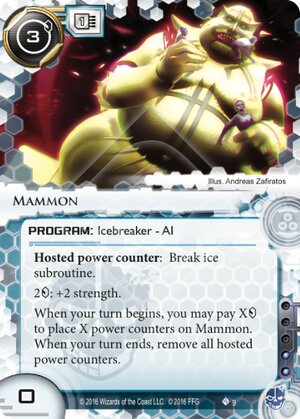 3
1
Illus. Andreas Zafiratos
MAMMON
PROGRAM: Icebreaker - AI
Hosted power counter: Break ice
subroutine.
2: +2 strength.
When your turn begins, you may pay X
to place X power counters on Mammon.
When your turn ends, remove all hosted
power counters.
0
© 2016 Wizards of the Coast LLC. © 2016 FFG
9